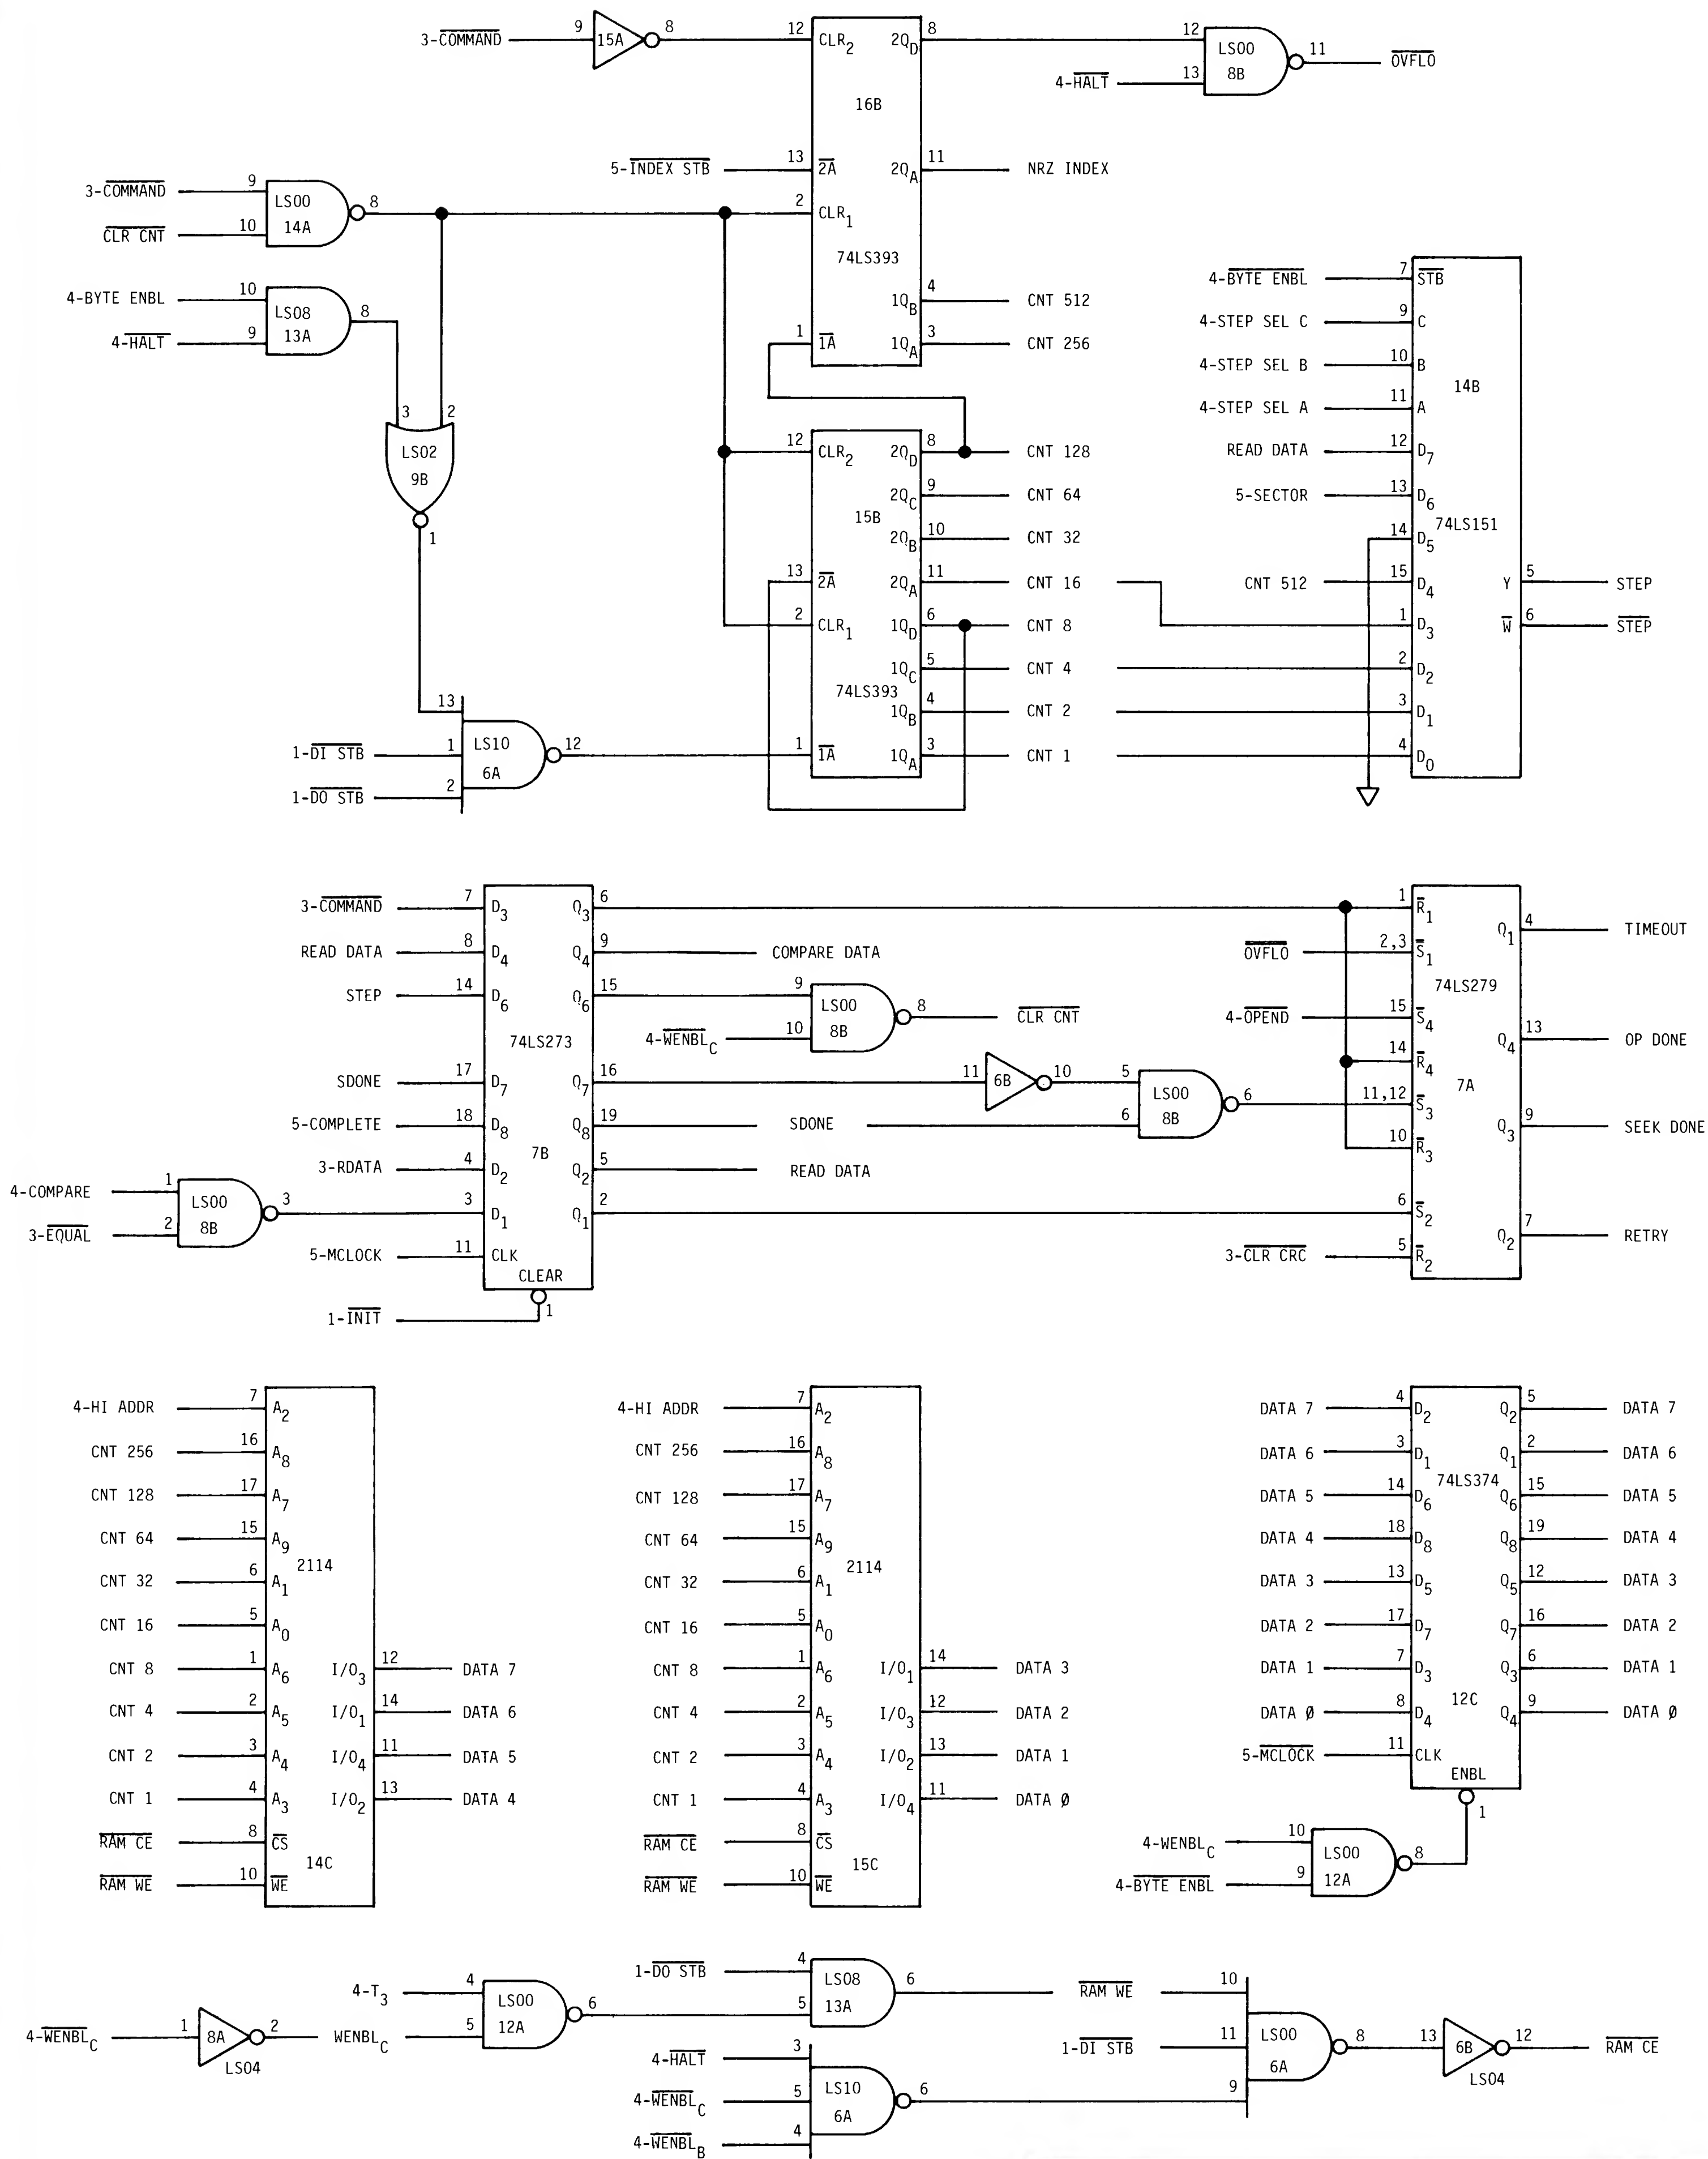 3-COMMAND 9 15A 8 12 CLR2 2QD 8 12 LS00 8B 11 OVFLO
4-HALT 13
16B
5-INDEX STB 13 2A 2QA 11 NRZ INDEX
3-COMMAND 9 LS00 14A 8 2 CLR1
CLR CNT 10
74LS393
4-BYTE ENBL 10 LS08 13A 8
4-HALT 9
1QB 4 CNT 512
1 1A 1QA 3 CNT 256
3 2 LS02 9B 1
12 CLR2 2QD 8 CNT 128
2QC 9 CNT 64
15B
2QB 10 CNT 32
13 2A 2QA 11 CNT 16
2 CLR1 1QD 6 CNT 8
1QC 5 CNT 4
74LS393
1QB 4 CNT 2
1 1A 1QA 3 CNT 1
13
1-DI STB 1 LS10 6A 12
1-DO STB 2
4-BYTE ENBL 7 STB
4-STEP SEL C 9 C
4-STEP SEL B 10 B
14B
4-STEP SEL A 11 A
READ DATA 12 D7
5-SECTOR 13 D6
74LS151
14 D5
CNT 512 15 D4 Y 5 STEP
1 D3 W 6 STEP
2 D2
3 D1
4 D0
3-COMMAND 7 D3 Q3 6
READ DATA 8 D4 Q4 9 COMPARE DATA
STEP 14 D6 Q6 15 9 LS00 8B 8 CLR CNT
4-WENBLC 10
74LS273
SDONE 17 D7 Q7 16 11 6B 10 5 LS00 8B 6
5-COMPLETE 18 D8 Q8 19 SDONE 6
7B
3-RDATA 4 D2 Q2 5 READ DATA
4-COMPARE 1 LS00 8B 3 3 D1 Q1 2
3-EQUAL 2
5-MCLOCK 11 CLK
CLEAR
1-INIT 1
1 R1 Q1 4 TIMEOUT
OVFLO 2,3 S1
74LS279
4-OPEND 15 S4 Q4 13 OP DONE
14 R4
7A
11,12 S3 Q3 9 SEEK DONE
10 R3
6 S2 Q2 7 RETRY
3-CLR CRC 5 R2
4-HI ADDR 7 A2
CNT 256 16 A8
CNT 128 17 A7
CNT 64 15 A9
2114
CNT 32 6 A1
CNT 16 5 A0
CNT 8 1 A6 I/O3 12 DATA 7
CNT 4 2 A5 I/O1 14 DATA 6
CNT 2 3 A4 I/O4 11 DATA 5
CNT 1 4 A3 I/O2 13 DATA 4
RAM CE 8 CS
14C
RAM WE 10 WE
4-HI ADDR 7 A2
CNT 256 16 A8
CNT 128 17 A7
CNT 64 15 A9
2114
CNT 32 6 A1
CNT 16 5 A0
CNT 8 1 A6 I/O1 14 DATA 3
CNT 4 2 A5 I/O3 12 DATA 2
CNT 2 3 A4 I/O2 13 DATA 1
CNT 1 4 A3 I/O4 11 DATA Ø
RAM CE 8 CS
15C
RAM WE 10 WE
DATA 7 4 D2 Q2 5 DATA 7
DATA 6 3 D1 Q1 2 DATA 6
74LS374
DATA 5 14 D6 Q6 15 DATA 5
DATA 4 18 D8 Q8 19 DATA 4
DATA 3 13 D5 Q5 12 DATA 3
DATA 2 17 D7 Q7 16 DATA 2
DATA 1 7 D3 Q3 6 DATA 1
12C
DATA Ø 8 D4 Q4 9 DATA Ø
5-MCLOCK 11 CLK
ENBL
1
4-WENBLC 10 LS00 12A 8
4-BYTE ENBL 9
4-WENBLC 1 8A 2 WENBLC 5
LS04
4-T3 4 LS00 12A 6
1-DO STB 4 LS08 13A 6 RAM WE 10
5
1-DI STB 11 LS00 6A 8 13 6B 12 RAM CE
LS04
4-HALT 3
4-WENBLC 5 LS10 6A 6 9
4-WENBLB 4